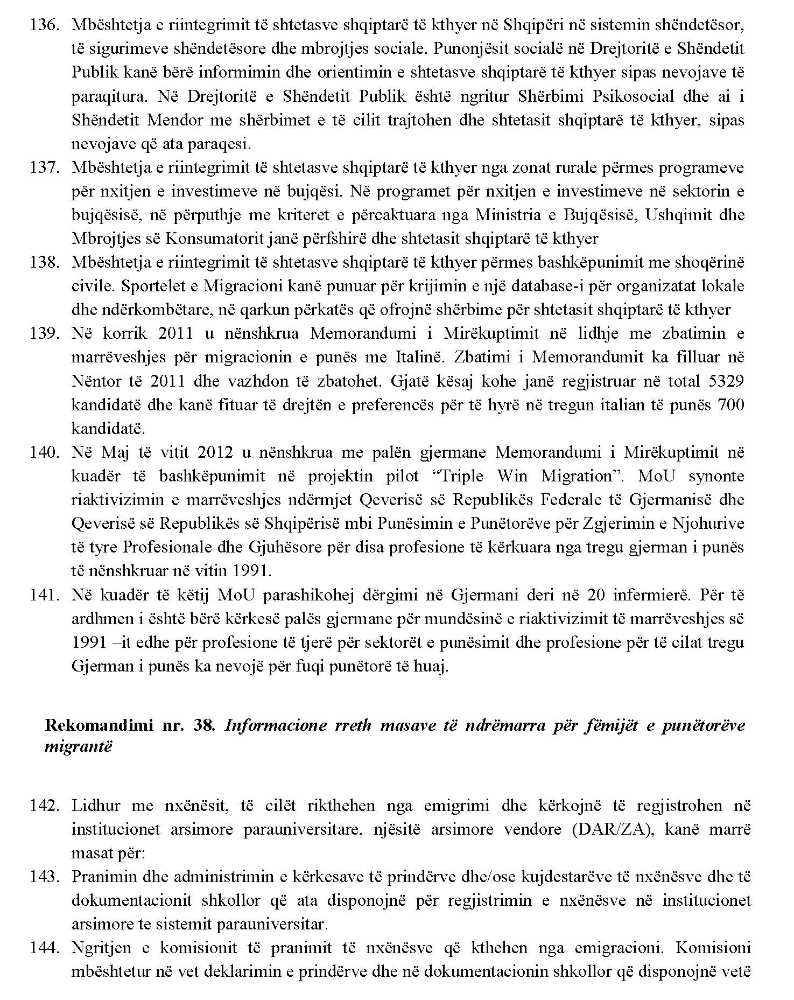 136. Mbështetja e riintegrimit të shtetasve shqiptarë të kthyer në Shqipëri në sistemin shëndetësor,
të sigurimeve shëndetësore dhe mbrojtjes sociale. Punonjësit socialë në Drejtoritë e Shëndetit
Publik kanë bërë informimin dhe orientimin e shtetasve shqiptarë të kthyer sipas nevojave të
paraqitura. Në Drejtoritë e Shëndetit Publik është ngritur Shërbimi Psikosocial dhe ai i
Shëndetit Mendor me shërbimet e të cilit trajtohen dhe shtetasit shqiptarë të kthyer, sipas
nevojave që ata paraqesi.
137. Mbështetja e riintegrimit të shtetasve shqiptarë të kthyer nga zonat rurale përmes programeve
për nxitjen e investimeve në bujqësi. Në programet për nxitjen e investimeve në sektorin e
bujqësisë, në përputhje me kriteret e përcaktuara nga Ministria e Bujqësisë, Ushqimit dhe
Mbrojtjes së Konsumatorit janë përfshirë dhe shtetasit shqiptarë të kthyer
138. Mbështetja e riintegrimit të shtetasve shqiptarë të kthyer përmes bashkëpunimit me shoqërinë
civile. Sportelet e Migracioni kanë punuar për krijimin e një database-i për organizatat lokale
dhe ndërkombëtare, në qarkun përkatës që ofrojnë shërbime për shtetasit shqiptarë të kthyer
139. Në korrik 2011 u nënshkrua Memorandumi i Mirëkuptimit në lidhje me zbatimin e
marrëveshjes për migracionin e punës me Italinë. Zbatimi i Memorandumit ka filluar në
Nëntor të 2011 dhe vazhdon të zbatohet. Gjatë kësaj kohe janë regjistruar në total 5329
kandidatë dhe kanë fituar të drejtën e preferencës për të hyrë në tregun italian të punës 700
kandidatë.
140. Në Maj të vitit 2012 u nënshkrua me palën gjermane Memorandumi i Mirëkuptimit në
kuadër të bashkëpunimit në projektin pilot “Triple Win Migration”. MoU synonte
riaktivizimin e marrëveshjes ndërmjet Qeverisë së Republikës Federale të Gjermanisë dhe
Qeverisë së Republikës së Shqipërisë mbi Punësimin e Punëtorëve për Zgjerimin e Njohurive
të tyre Profesionale dhe Gjuhësore për disa profesione të kërkuara nga tregu gjerman i punës
të nënshkruar në vitin 1991.
141. Në kuadër të këtij MoU parashikohej dërgimi në Gjermani deri në 20 infermierë. Për të
ardhmen i është bërë kërkesë palës gjermane për mundësinë e riaktivizimit të marrëveshjes së
1991 –it edhe për profesione të tjerë për sektorët e punësimit dhe profesione për të cilat tregu
Gjerman i punës ka nevojë për fuqi punëtorë të huaj.
Rekomandimi nr. 38. Informacione rreth masave të ndrëmarra për fëmijët e punëtorëve
migrantë
142. Lidhur me nxënësit, të cilët rikthehen nga emigrimi dhe kërkojnë të regjistrohen në
institucionet arsimore parauniversitare, njësitë arsimore vendore (DAR/ZA), kanë marrë
masat për:
143. Pranimin dhe administrimin e kërkesave të prindërve dhe/ose kujdestarëve të nxënësve dhe të
dokumentacionit shkollor që ata disponojnë për regjistrimin e nxënësve në institucionet
arsimore te sistemit parauniversitar.
144. Ngritjen e komisionit të pranimit të nxënësve që kthehen nga emigracioni. Komisioni
mbështetur në vet deklarimin e prindërve dhe në dokumentacionin shkollor që disponojnë vetë